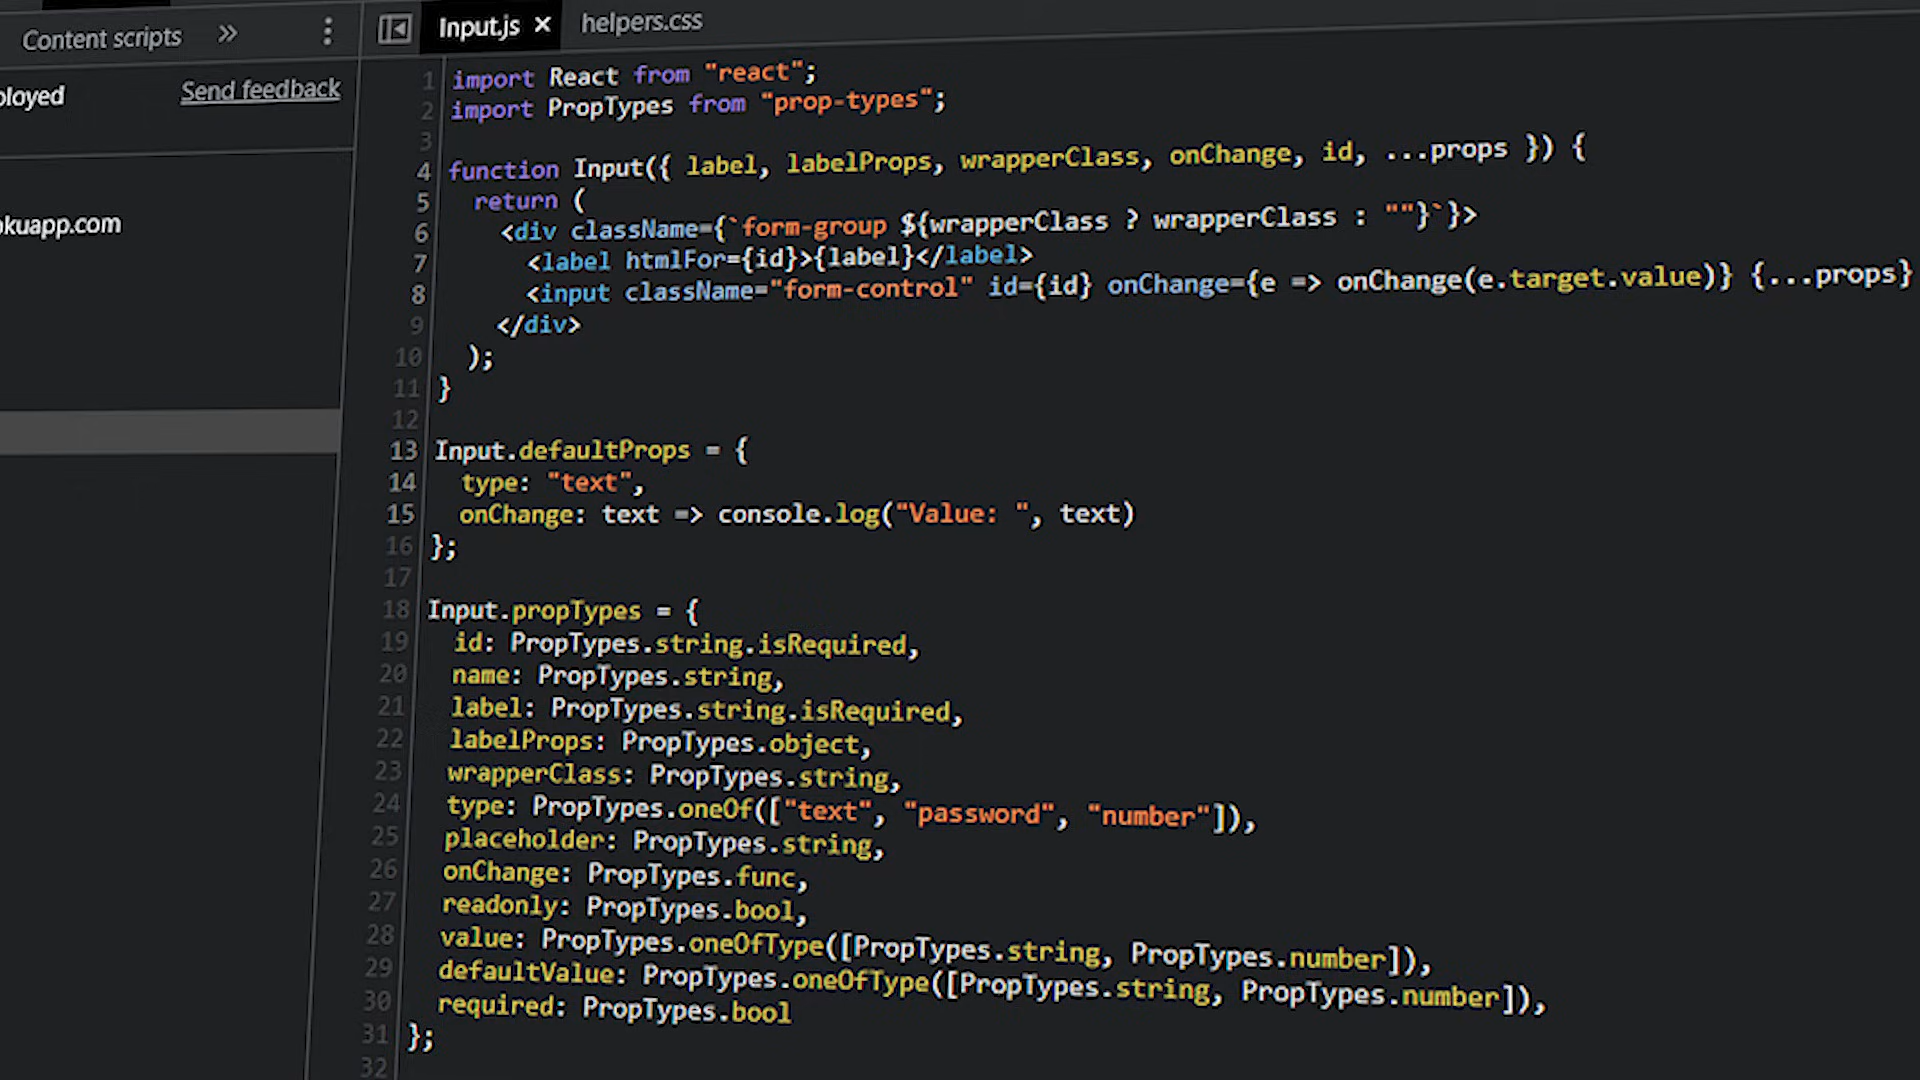 Content scripts » ⋮
Input.js × helpers.css
ployed Send feedback
okuapp.com
1 import React from "react";
2 import PropTypes from "prop-types";
3
4 function Input({ label, labelProps, wrapperClass, onChange, id, ...props }) {
5 return (
6 <div className={`form-group ${wrapperClass ? wrapperClass : ""}`}>
7 <label htmlFor={id}>{label}</label>
8 <input className="form-control" id={id} onChange={e => onChange(e.target.value)} {...props}
9 </div>
10 );
11 }
12
13 Input.defaultProps = {
14 type: "text",
15 onChange: text => console.log("Value: ", text)
16 };
17
18 Input.propTypes = {
19 id: PropTypes.string.isRequired,
20 name: PropTypes.string,
21 label: PropTypes.string.isRequired,
22 labelProps: PropTypes.object,
23 wrapperClass: PropTypes.string,
24 type: PropTypes.oneOf(["text", "password", "number"]),
25 placeholder: PropTypes.string,
26 onChange: PropTypes.func,
27 readonly: PropTypes.bool,
28 value: PropTypes.oneOfType([PropTypes.string, PropTypes.number]),
29 defaultValue: PropTypes.oneOfType([PropTypes.string, PropTypes.number]),
30 required: PropTypes.bool
31 };
32